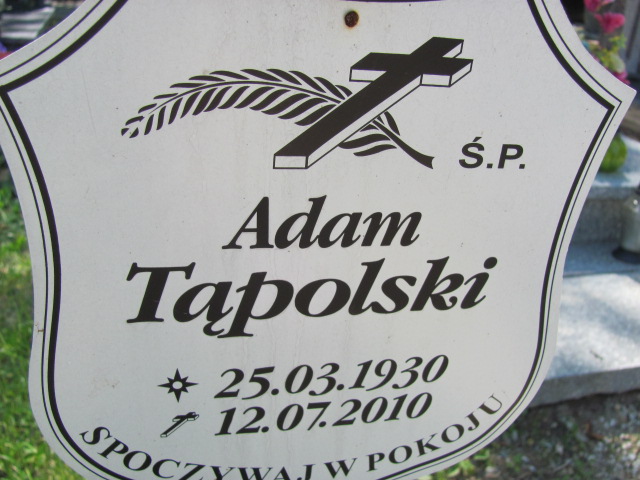 Ś.P.
Adam
Tąpolski
25.03.1930
12.07.2010
SPOCZYWAJ W POKOJU